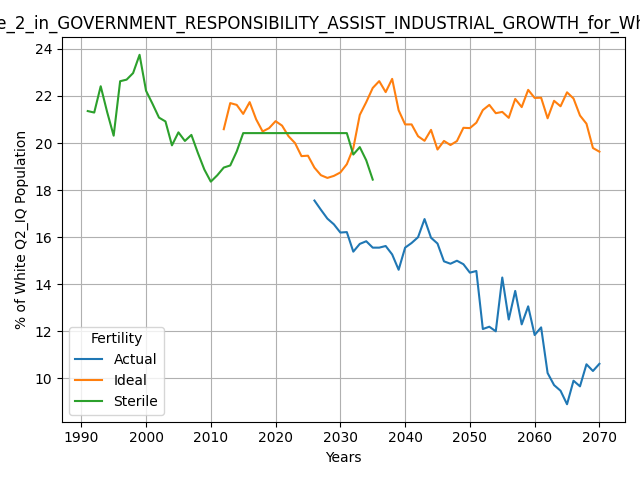 e_2_in_GOVERNMENT_RESPONSIBILITY_ASSIST_INDUSTRIAL_GROWTH_for_Wh
% of White Q2_IQ Population
24
22
20
18
16
14
12
10
Fertility
Actual
Ideal
Sterile
1990 2000 2010 2020 2030 2040 2050 2060 2070
Years